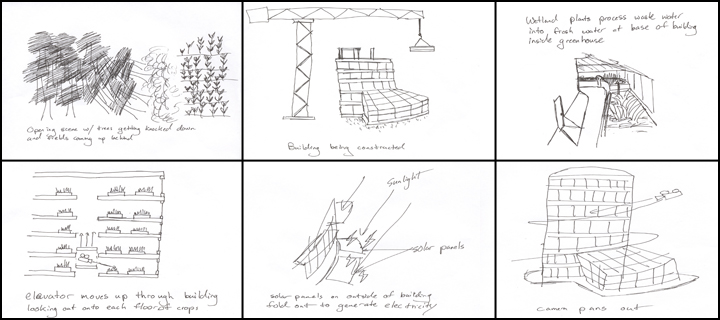 Opening scene w/ trees getting knocked down
and fields coming up behind
Building being constructed
Wetland plants process waste water
into fresh water at base of building
inside greenhouse
elevator moves up through building
looking out onto each floor of crops
sunlight
solar panels
solar pannels on outside of building
fold out to generate electricity
camera pans out